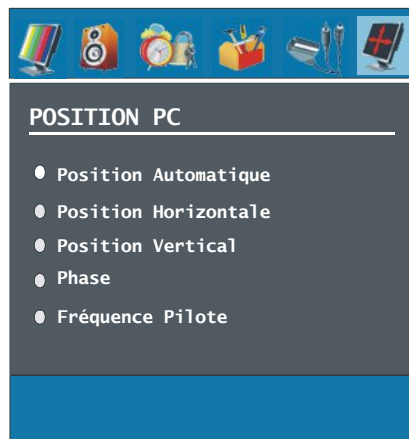 POSITION PC
Position Automatique
Position Horizontale
Position Vertical
Phase
Fréquence Pilote